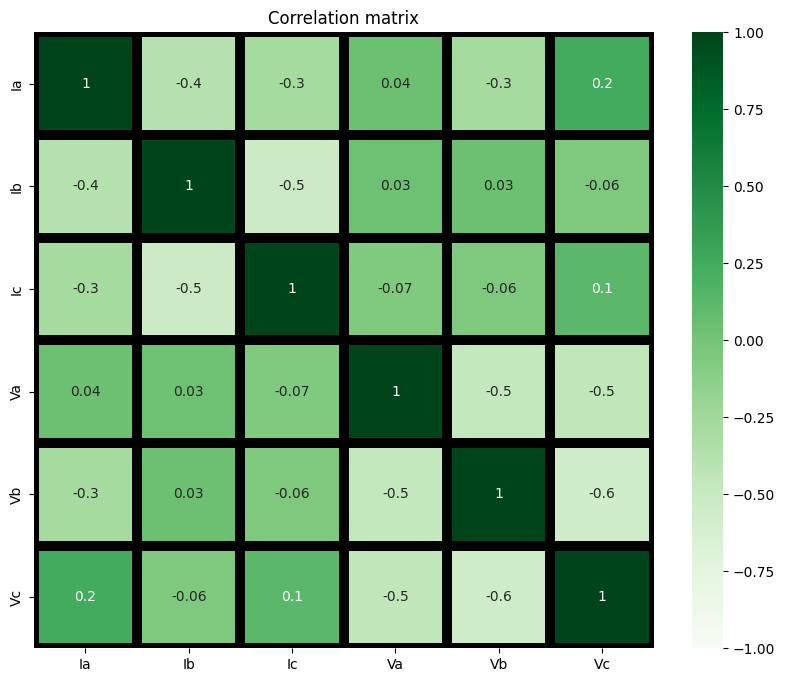 Correlation matrix
Ia 1 -0.4 -0.3 0.04 -0.3 0.2
Ib -0.4 1 -0.5 0.03 0.03 -0.06
Ic -0.3 -0.5 1 -0.07 -0.06 0.1
Va 0.04 0.03 -0.07 1 -0.5 -0.5
Vb -0.3 0.03 -0.06 -0.5 1 -0.6
Vc 0.2 -0.06 0.1 -0.5 -0.6 1
Ia Ib Ic Va Vb Vc
1.00
0.75
0.50
0.25
0.00
−0.25
−0.50
−0.75
−1.00